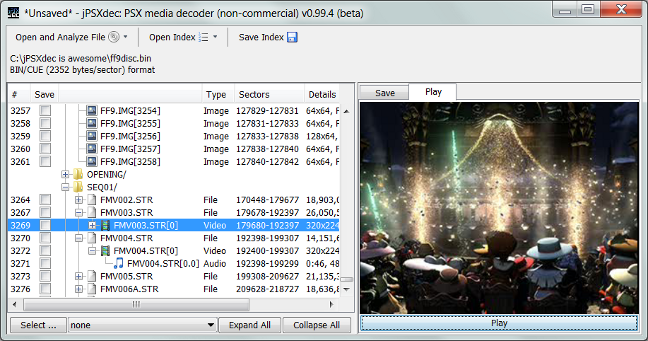 *Unsaved* - jPSXdec: PSX media decoder (non-commercial) v0.99.4 (beta)
Open and Analyze File Open Index Save Index
C:\jPSXdec is awesome\ff9disc.bin
BIN/CUE (2352 bytes/sector) format
Save Play
# Save Type Sectors Details
3257 FF9.IMG[3254] Image 127829-127831 64x64, F
3258 FF9.IMG[3255] Image 127831-127833 64x64, F
3259 FF9.IMG[3256] Image 127833-127838 128x64,
3260 FF9.IMG[3257] Image 127838-127840 64x64, F
3261 FF9.IMG[3258] Image 127840-127842 64x64, F
OPENING/
SEQ01/
3264 FMV002.STR File 170448-179677 18,903,0
3267 FMV003.STR File 179678-192397 26,050,5
3269 FMV003.STR[0] Video 179680-192397 320x224
3270 FMV004.STR File 192398-199307 14,151,6
3272 FMV004.STR[0] Video 192400-199307 320x224
3271 FMV004.STR[0.0] Audio 192398-199299 0:46, 48
3273 FMV005.STR File 199308-209627 21,135,3
3276 FMV006A.STR File 209628-218727 18,636,8
Select ... none Expand All Collapse All
Play